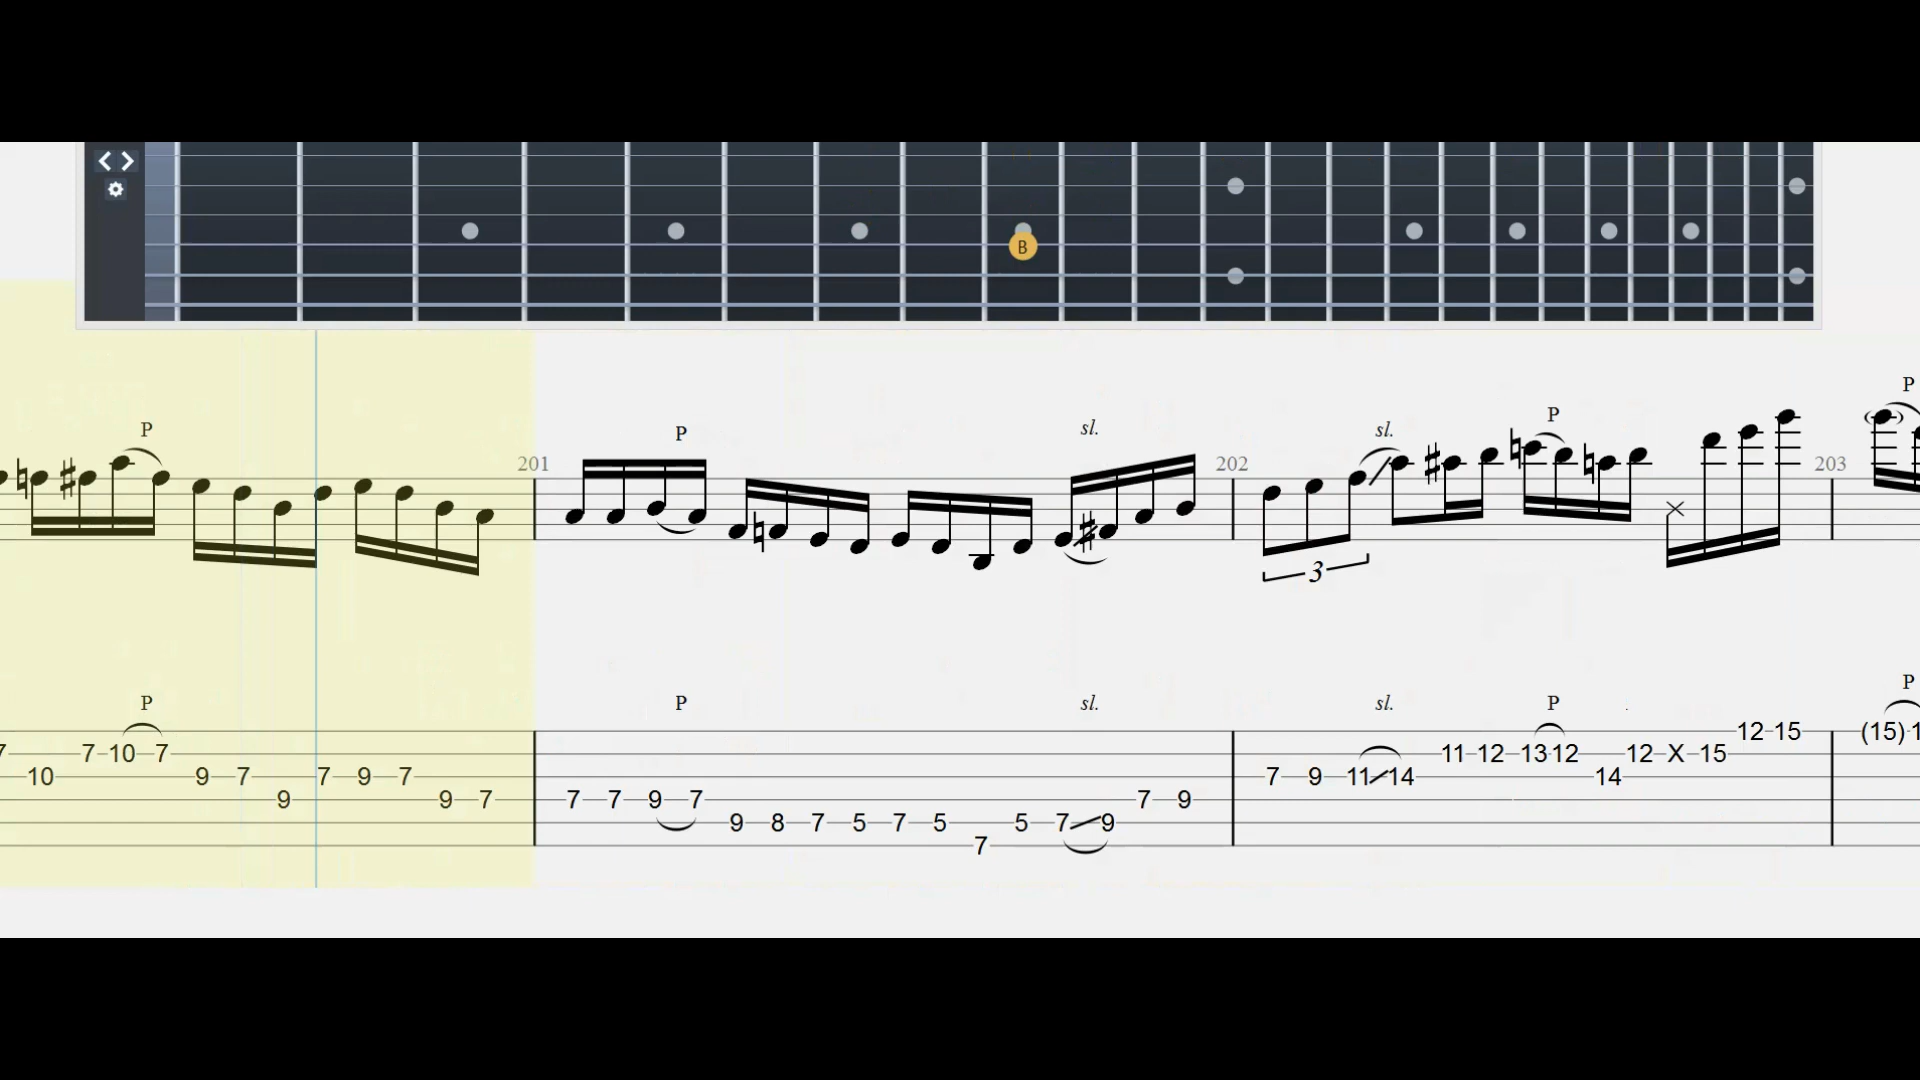 B
P
P
sl.
sl.
P
P
201
202
203
3
P
P
sl.
sl.
P
P
12 15 (15) 1
7 7 10 7 11 12 13 12 12 X 15
10 9 7 7 9 7 7 9 11 14 14
9 9 7 7 7 9 7 7 9
9 8 7 5 7 5 5 7 9
7